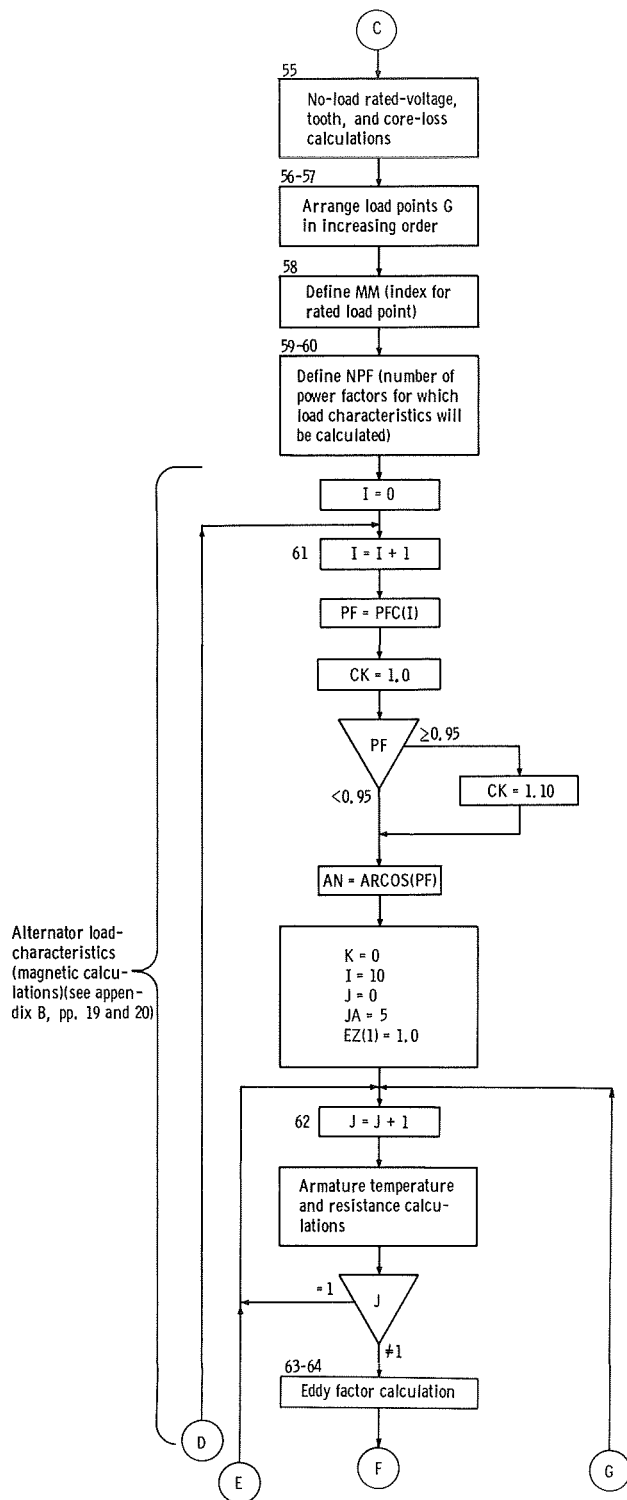 C
55
No-load rated-voltage,
tooth, and core-loss
calculations
56-57
Arrange load points G
in increasing order
58
Define MM (index for
rated load point)
59-60
Define NPF (number of
power factors for which
load characteristics will
be calculated)
I = 0
61
I = I + 1
PF = PFC(I)
CK = 1.0
PF
≥0.95
<0.95
CK = 1.10
AN = ARCOS(PF)
Alternator load-
characteristics
(magnetic calcu-
lations)(see appen-
dix B, pp. 19 and 20)
K = 0
I = 10
J = 0
JA = 5
EZ(1) = 1.0
62
J = J + 1
Armature temperature
and resistance calcu-
lations
= 1
J
≠1
63-64
Eddy factor calculation
D
E
F
G